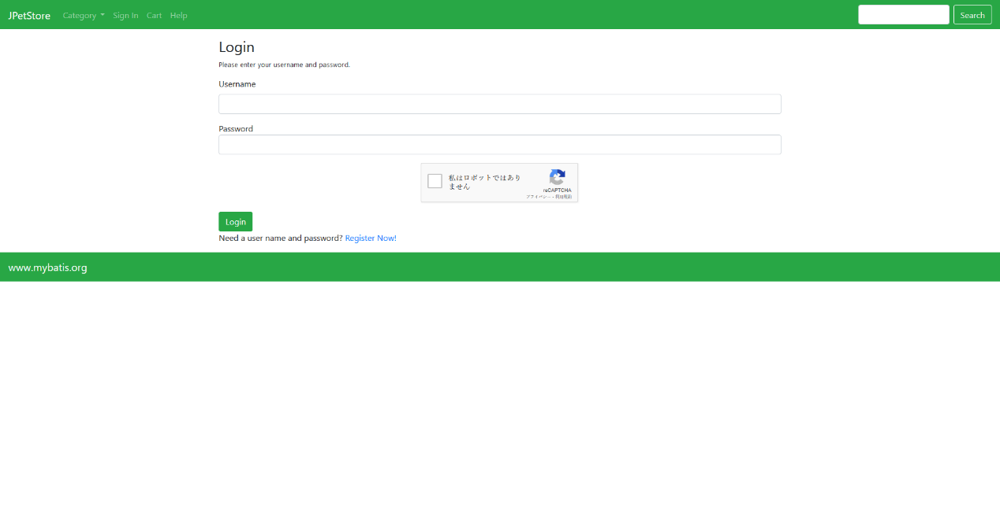 JPetStore Category Sign In Cart Help Search
Login
Please enter your username and password.
Username
Password
私はロボットではあり
ません
reCAPTCHA
プライバシー - 利用規約
Login
Need a user name and password? Register Now!
www.mybatis.org